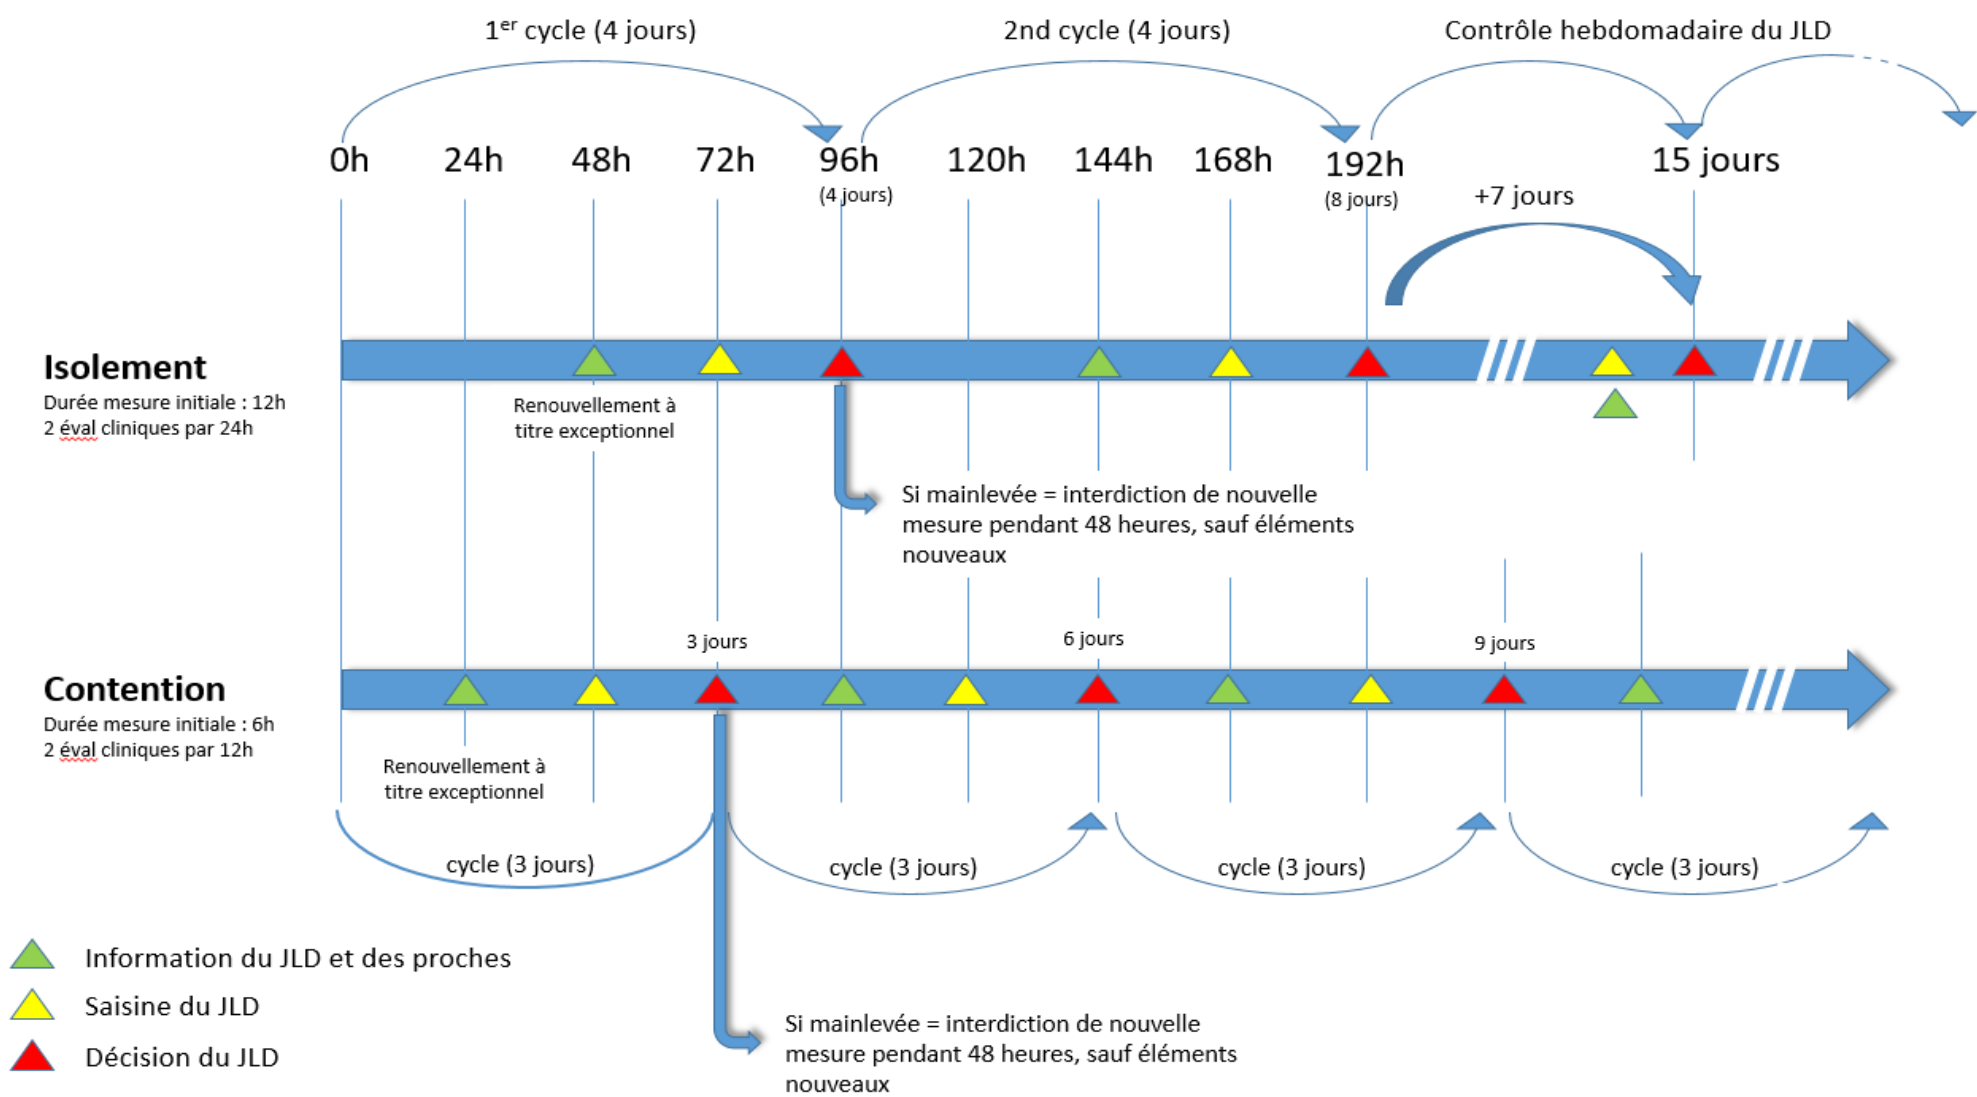 1er cycle (4 jours)
2nd cycle (4 jours)
Contrôle hebdomadaire du JLD
0h
24h
48h
72h
96h
(4 jours)
120h
144h
168h
192h
(8 jours)
15 jours
+7 jours
Isolement
Durée mesure initiale : 12h
2 éval cliniques par 24h
Renouvellement à
titre exceptionnel
Si mainlevée = interdiction de nouvelle
mesure pendant 48 heures, sauf éléments
nouveaux
3 jours
6 jours
9 jours
Contention
Durée mesure initiale : 6h
2 éval cliniques par 12h
Renouvellement à
titre exceptionnel
cycle (3 jours)
cycle (3 jours)
cycle (3 jours)
cycle (3 jours)
Information du JLD et des proches
Saisine du JLD
Décision du JLD
Si mainlevée = interdiction de nouvelle
mesure pendant 48 heures, sauf éléments
nouveaux